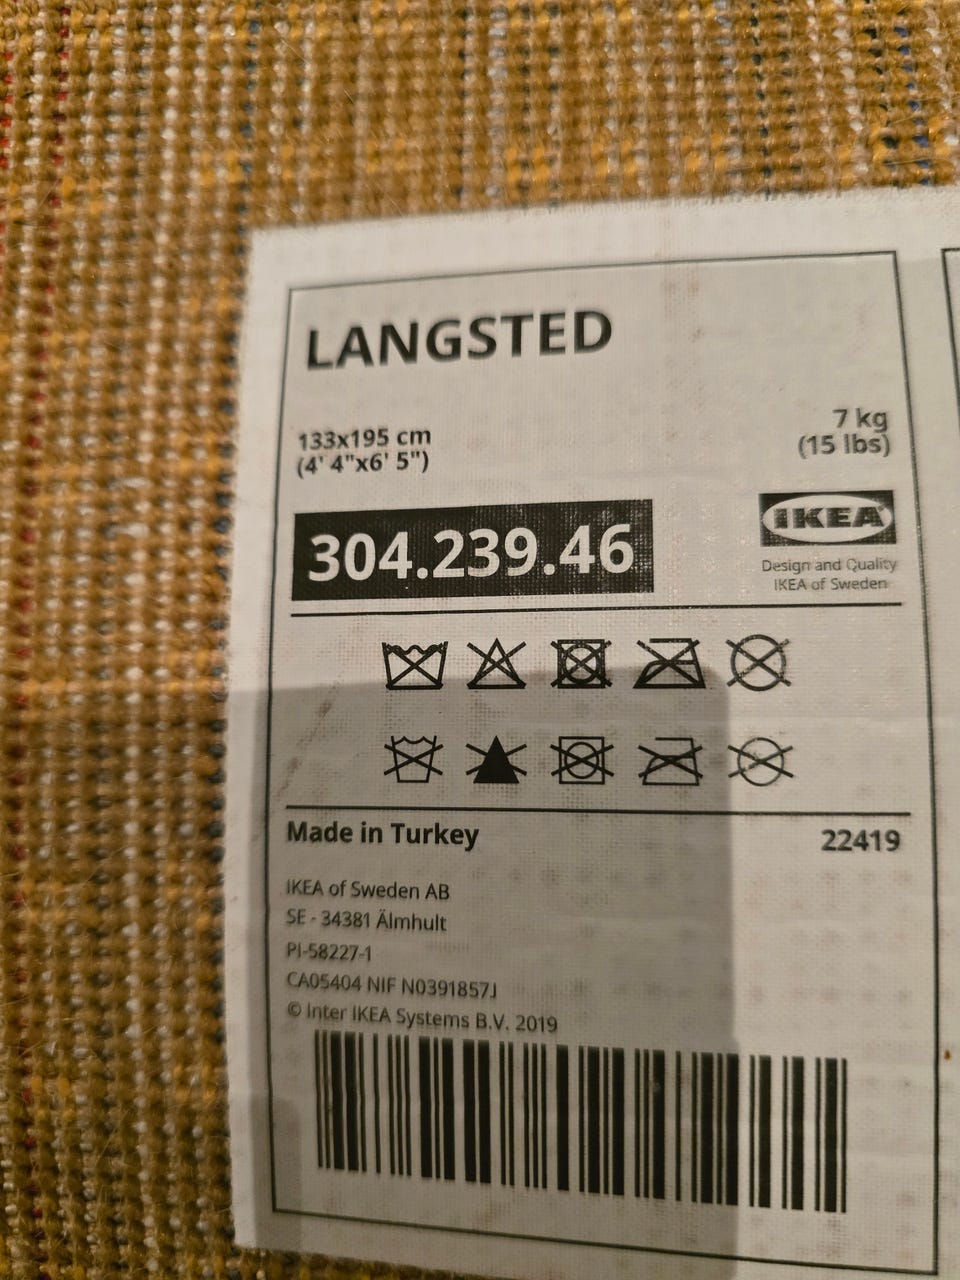 LANGSTED
133x195 cm
(4' 4"x6' 5")
7 kg
(15 lbs)
304.239.46
IKEA
Design and Quality
IKEA of Sweden
Made in Turkey
22419
IKEA of Sweden AB
SE - 34381 Älmhult
PI-58227-1
CA05404 NIF N0391857J
© Inter IKEA Systems B.V. 2019